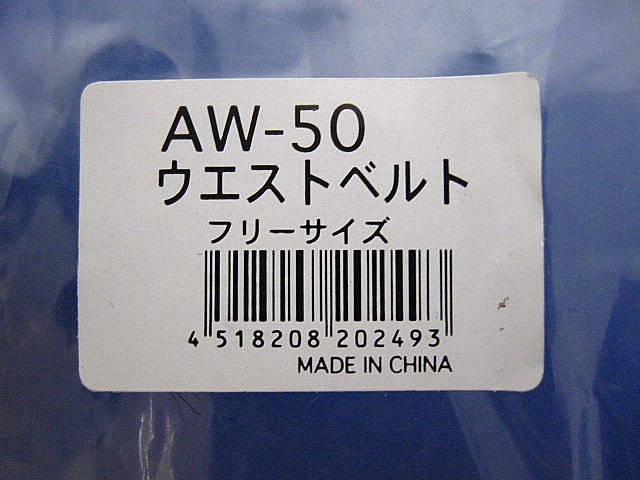 AW-50
ウエストベルト
フリーサイズ
4 518208 202493
MADE IN CHINA